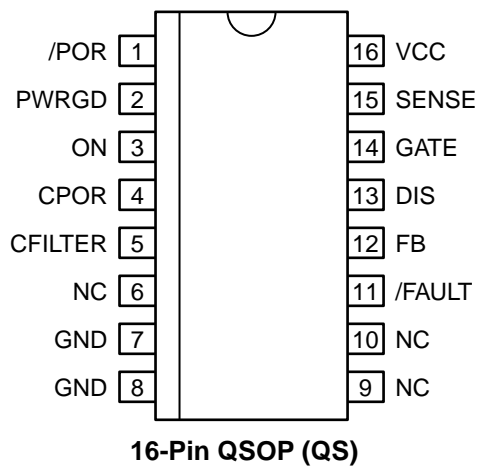 /POR 1 16 VCC
PWRGD 2 15 SENSE
ON 3 14 GATE
CPOR 4 13 DIS
CFILTER 5 12 FB
NC 6 11 /FAULT
GND 7 10 NC
GND 8 9 NC
16-Pin QSOP (QS)